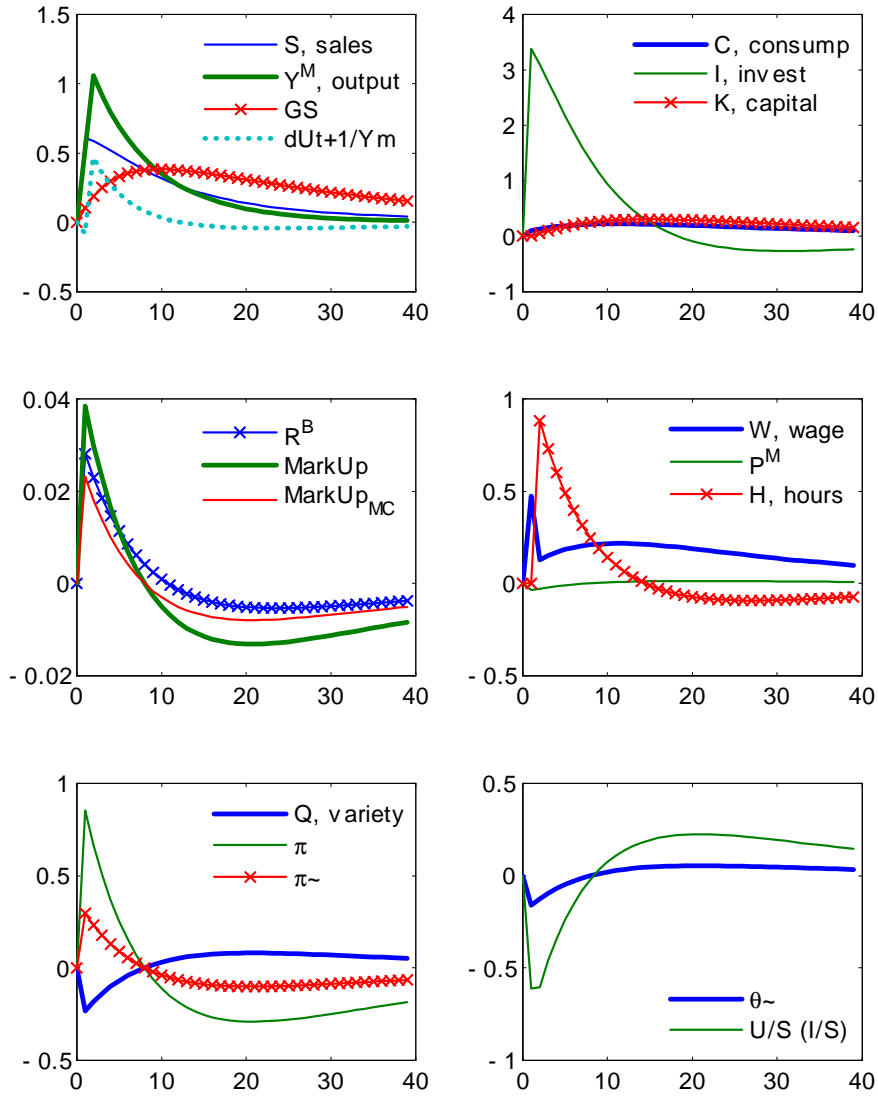 1.5
1
0.5
0
- 0.5
0 10 20 30 40
S, sales
Y^M, output
GS
dUt+1/Ym
4
3
2
1
0
- 1
0 10 20 30 40
C, consump
I, invest
K, capital
0.04
0.02
0
- 0.02
0 10 20 30 40
R^B
MarkUp
MarkUp_MC
1
0.5
0
- 0.5
0 10 20 30 40
W, wage
P^M
H, hours
1
0.5
0
- 0.5
0 10 20 30 40
Q, variety
π
π~
0.5
0
- 0.5
- 1
0 10 20 30 40
θ~
U/S (I/S)